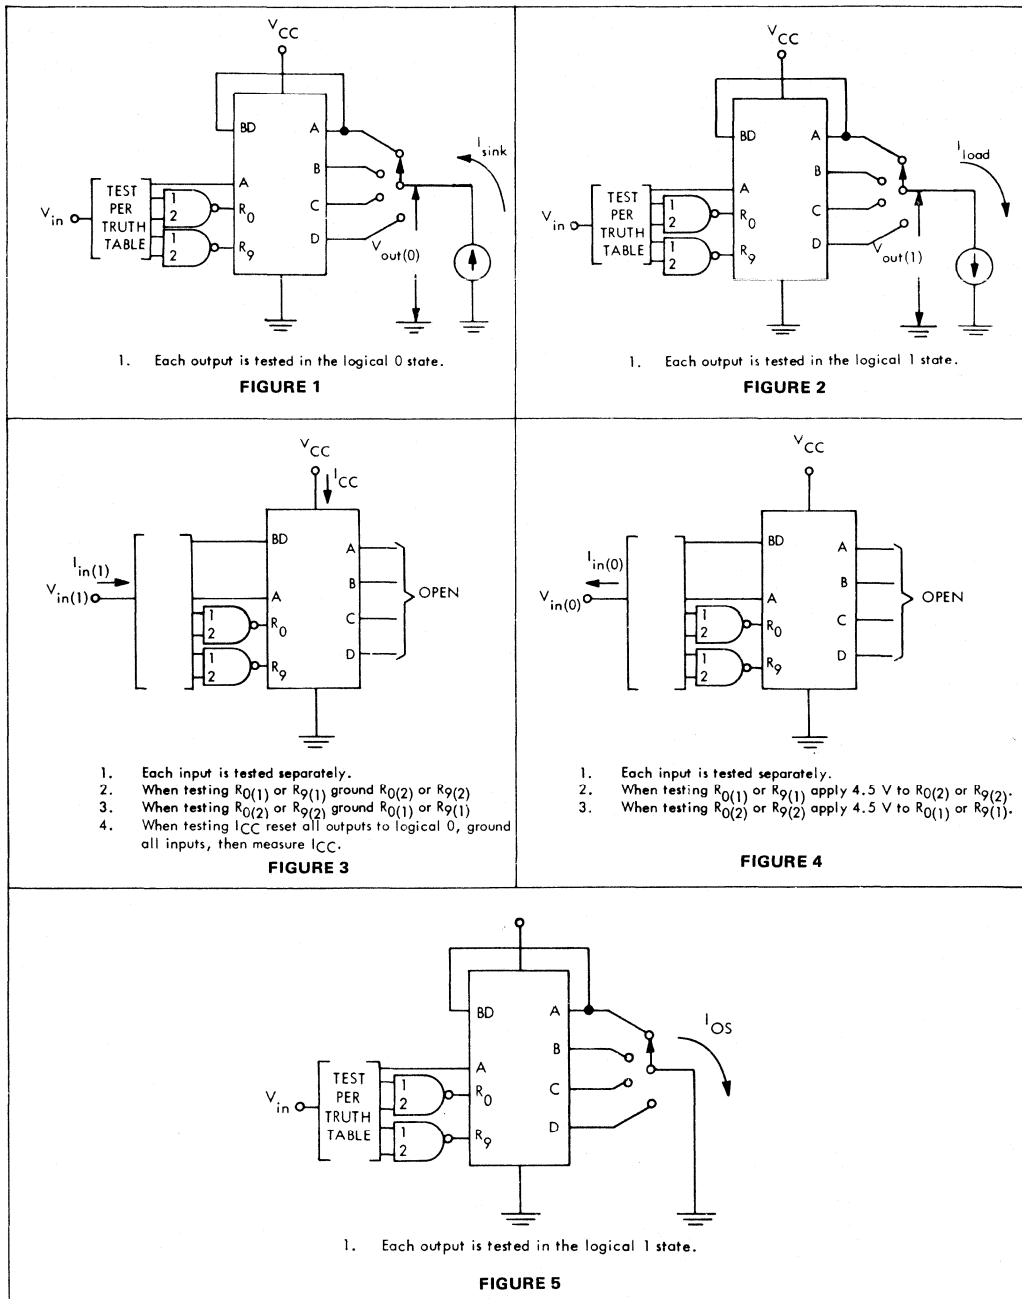 VCC
BD
A
B
C
D
A
R0
R9
Vin
TEST
PER
TRUTH
TABLE
1
2
1
2
Isink
Vout(0)
1. Each output is tested in the logical 0 state.
FIGURE 1
VCC
BD
A
B
C
D
A
R0
R9
Vin
TEST
PER
TRUTH
TABLE
1
2
1
2
Iload
Vout(1)
1. Each output is tested in the logical 1 state.
FIGURE 2
VCC
ICC
BD
A
B
C
D
A
R0
R9
Iin(1)
Vin(1)
1
2
1
2
OPEN
1. Each input is tested separately.
2. When testing R0(1) or R9(1) ground R0(2) or R9(2)
3. When testing R0(2) or R9(2) ground R0(1) or R9(1)
4. When testing ICC reset all outputs to logical 0, ground
all inputs, then measure ICC.
FIGURE 3
VCC
BD
A
B
C
D
A
R0
R9
Iin(0)
Vin(0)
1
2
1
2
OPEN
1. Each input is tested separately.
2. When testing R0(1) or R9(1) apply 4.5 V to R0(2) or R9(2).
3. When testing R0(2) or R9(2) apply 4.5 V to R0(1) or R9(1).
FIGURE 4
BD
A
B
C
D
A
R0
R9
Vin
TEST
PER
TRUTH
TABLE
1
2
1
2
IOS
1. Each output is tested in the logical 1 state.
FIGURE 5